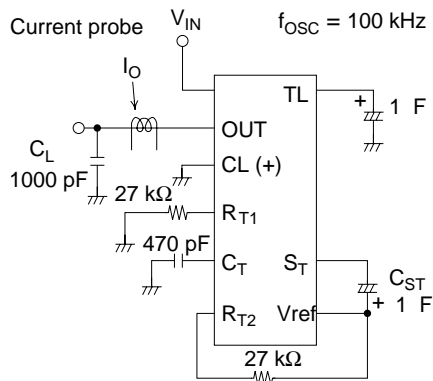 Current probe
V_IN
f_OSC = 100 kHz
I_O
TL
+
1 F
OUT
C_L
1000 pF
CL (+)
27 kΩ
R_T1
470 pF
C_T
S_T
C_ST
+ 1 F
R_T2
Vref
27 kΩ